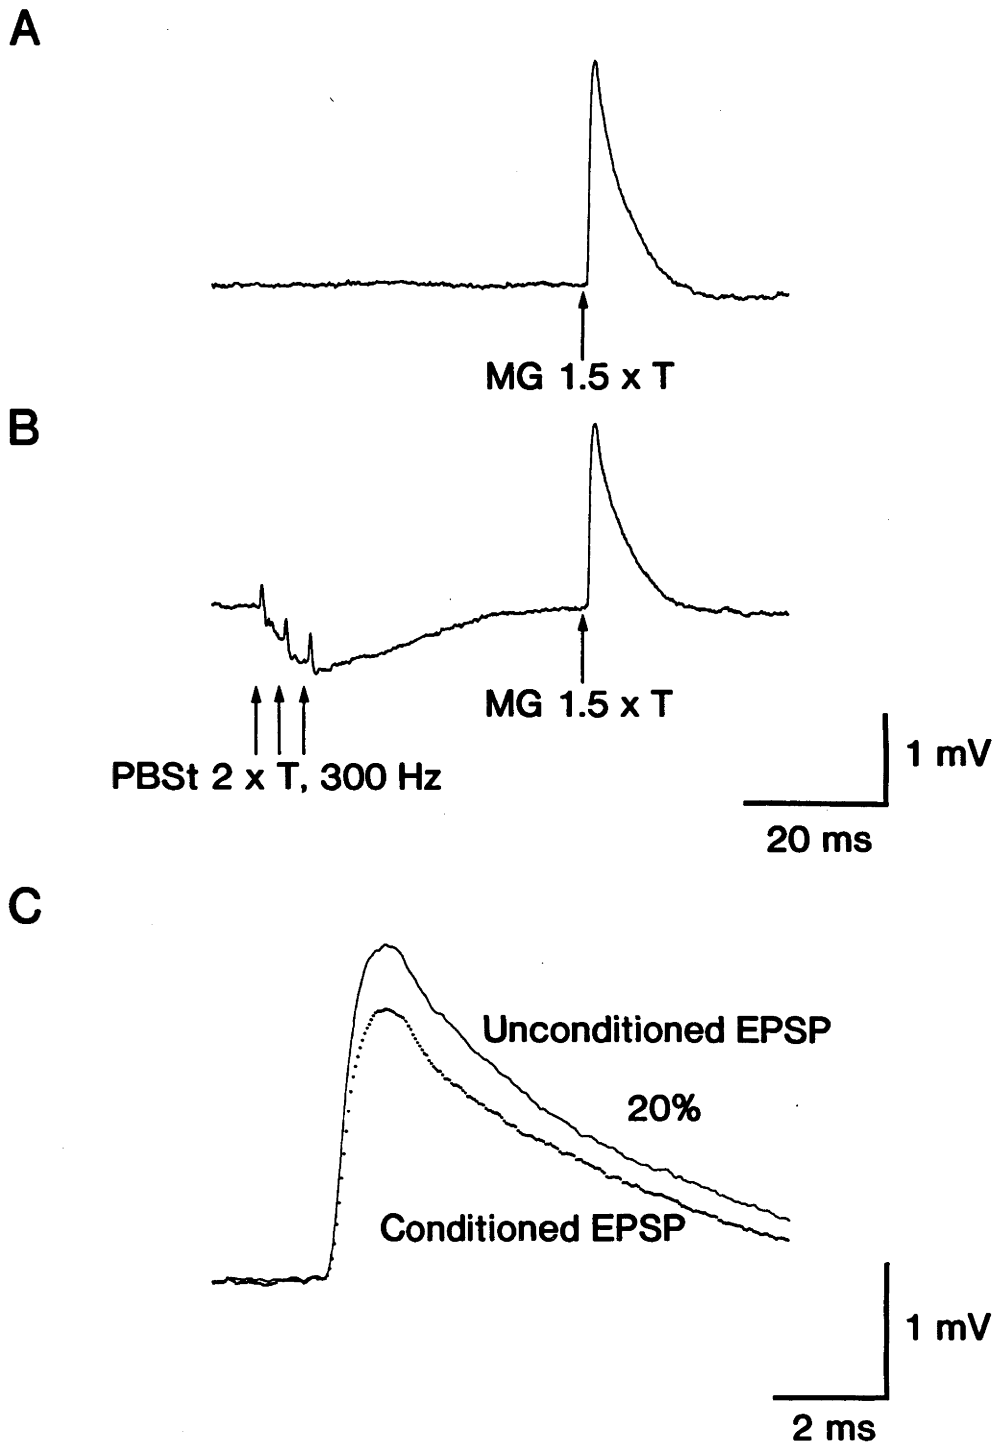 A
MG 1.5 x T
B
MG 1.5 x T
PBSt 2 x T, 300 Hz
1 mV
20 ms
C
Unconditioned EPSP
20%
Conditioned EPSP
1 mV
2 ms